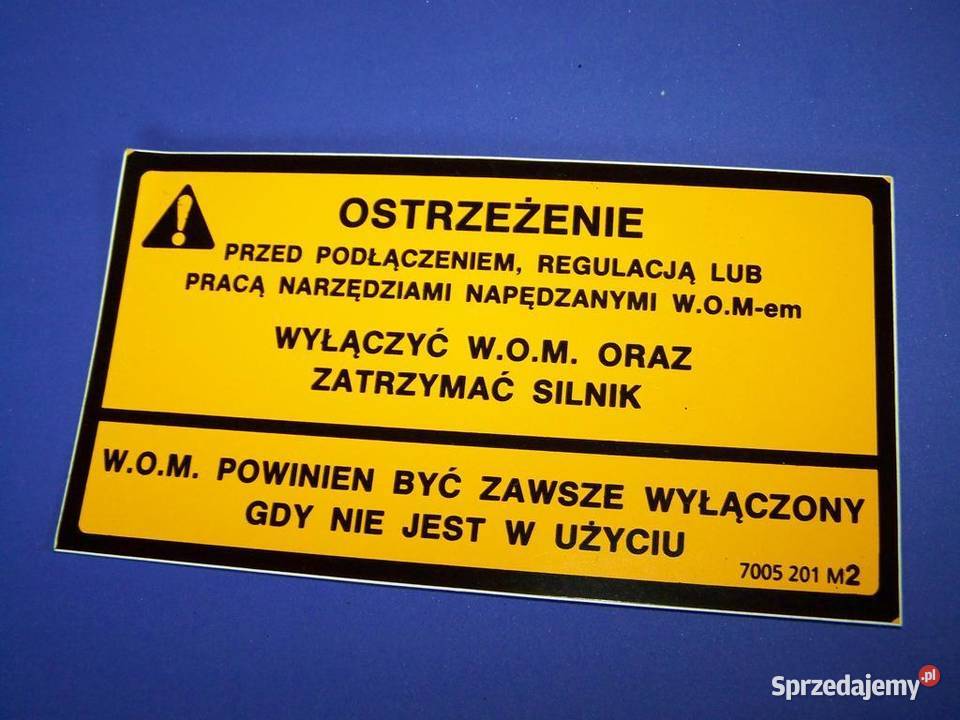 OSTRZEŻENIE
PRZED PODŁĄCZENIEM, REGULACJĄ LUB
PRACĄ NARZĘDZIAMI NAPĘDZANYMI W.O.M-em
WYŁĄCZYĆ W.O.M. ORAZ
ZATRZYMAĆ SILNIK
W.O.M. POWINIEN BYĆ ZAWSZE WYŁĄCZONY
GDY NIE JEST W UŻYCIU
7005 201 M2
Sprzedajemy.pl